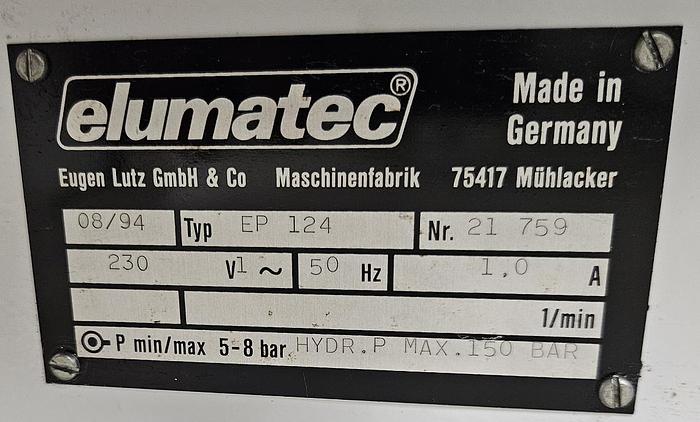 elumatec®
Made in
Germany
Eugen Lutz GmbH & Co Maschinenfabrik 75417 Mühlacker
08/94 Typ EP 124 Nr. 21 759
230 V1 ~ 50 Hz 1,0 A
1/min
P min/max 5-8 bar HYDR.P MAX.150 BAR